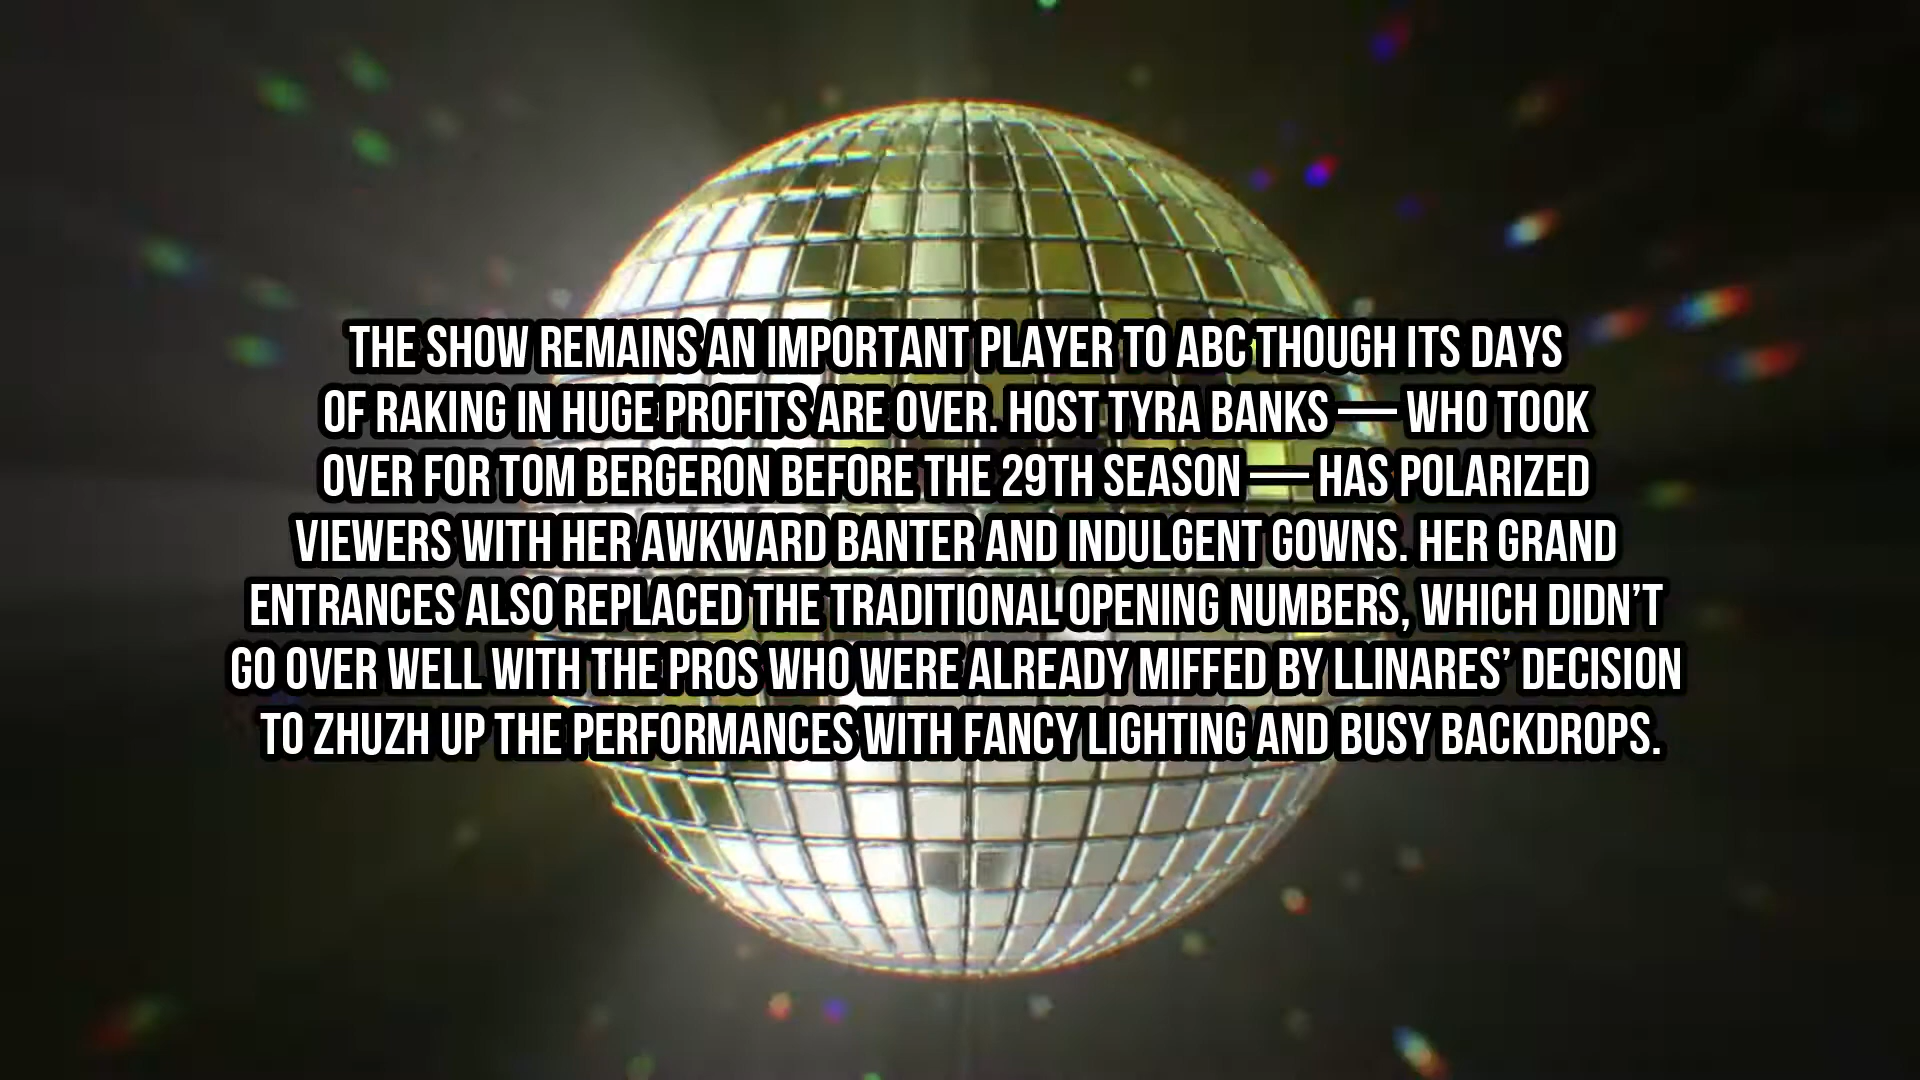 THE SHOW REMAINS AN IMPORTANT PLAYER TO ABC THOUGH ITS DAYS
OF RAKING IN HUGE PROFITS ARE OVER. HOST TYRA BANKS — WHO TOOK
OVER FOR TOM BERGERON BEFORE THE 29TH SEASON — HAS POLARIZED
VIEWERS WITH HER AWKWARD BANTER AND INDULGENT GOWNS. HER GRAND
ENTRANCES ALSO REPLACED THE TRADITIONAL OPENING NUMBERS, WHICH DIDN’T
GO OVER WELL WITH THE PROS WHO WERE ALREADY MIFFED BY LLINARES’ DECISION
TO ZHUZH UP THE PERFORMANCES WITH FANCY LIGHTING AND BUSY BACKDROPS.